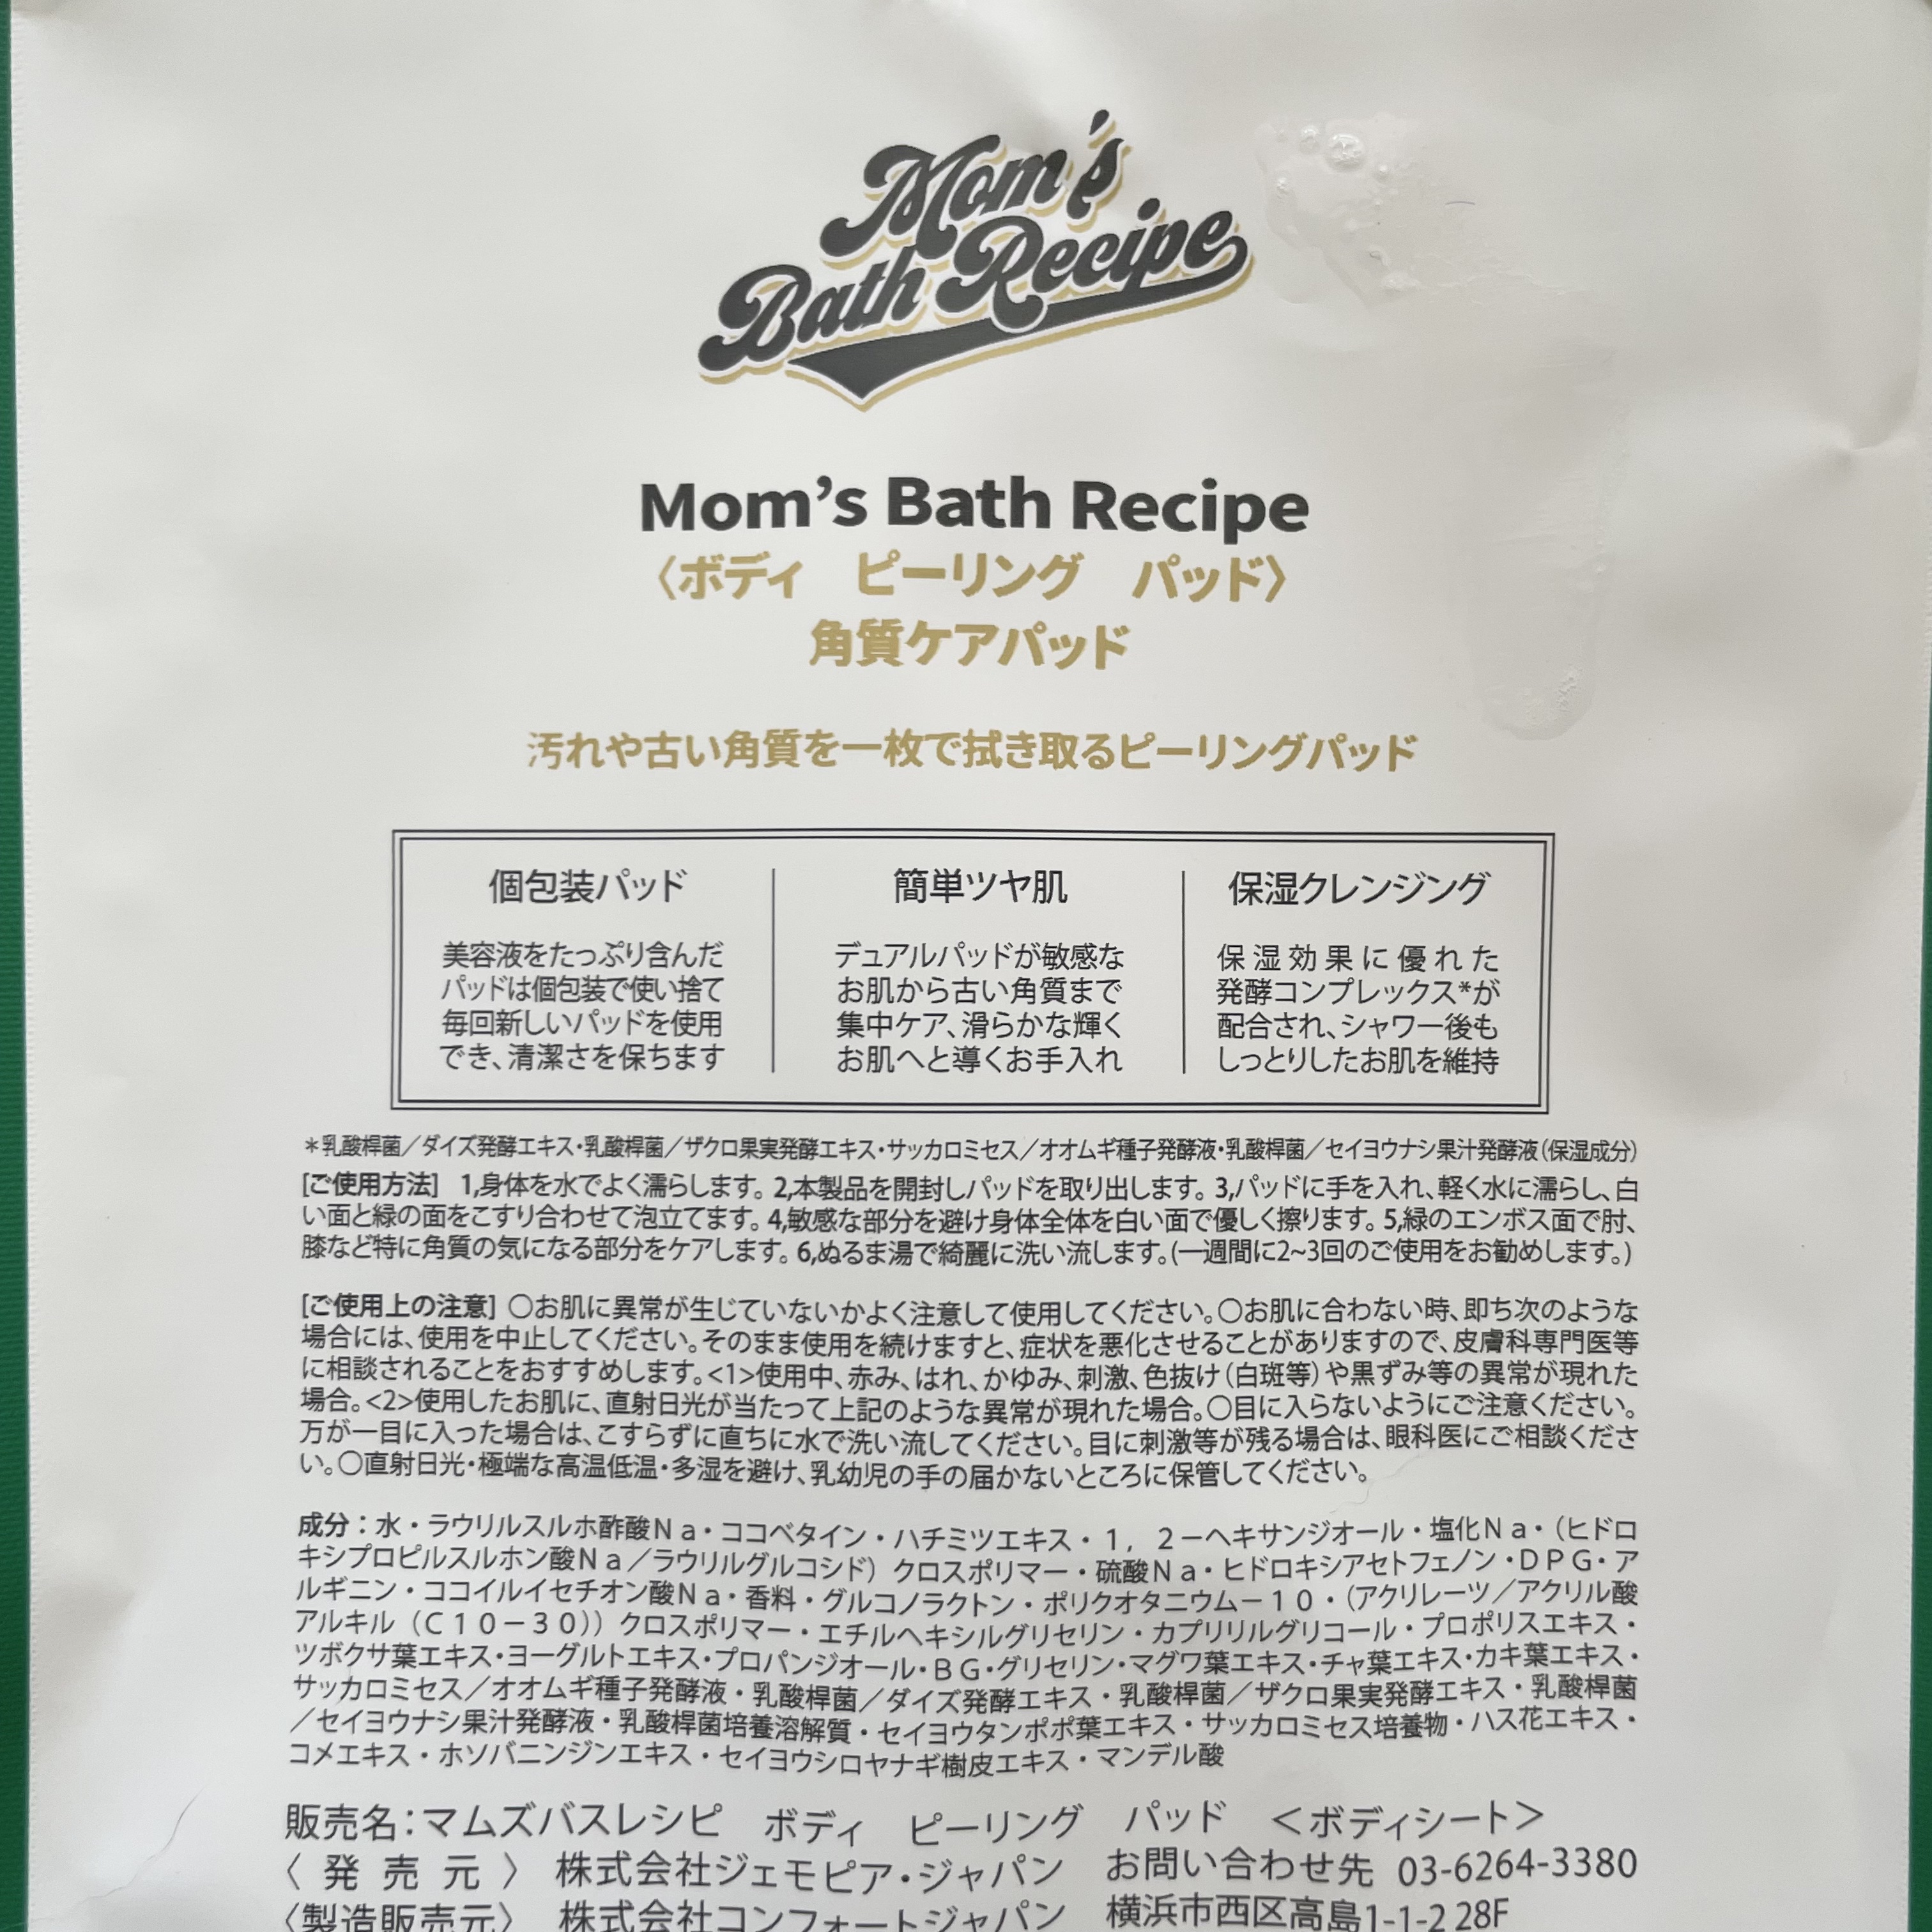 Mom's
Bath Recipe
Mom's Bath Recipe
〈ボディ　ピーリング　パッド〉
角質ケアパッド
汚れや古い角質を一枚で拭き取るピーリングパッド
個包装パッド
美容液をたっぷり含んだ
パッドは個包装で使い捨て
毎回新しいパッドを使用
でき、清潔さを保ちます
簡単ツヤ肌
デュアルパッドが敏感な
お肌から古い角質まで
集中ケア、滑らかな輝く
お肌へと導くお手入れ
保湿クレンジング
保湿効果に優れた
発酵コンプレックス*が
配合され、シャワー後も
しっとりしたお肌を維持
＊乳酸桿菌／ダイズ発酵エキス・乳酸桿菌／ザクロ果実発酵エキス・サッカロミセス／オオムギ種子発酵液・乳酸桿菌／セイヨウナシ果汁発酵液（保湿成分）
[ご使用方法]　1,身体を水でよく濡らします。2,本製品を開封しパッドを取り出します。3,パッドに手を入れ、軽く水に濡らし、白
い面と緑の面をこすり合わせて泡立てます。4,敏感な部分を避け身体全体を白い面で優しく擦ります。5,緑のエンボス面で肘、
膝など特に角質の気になる部分をケアします。6,ぬるま湯で綺麗に洗い流します。(一週間に2~3回のご使用をお勧めします。)
[ご使用上の注意] ○お肌に異常が生じていないかよく注意して使用してください。○お肌に合わない時、即ち次のような
場合には、使用を中止してください。そのまま使用を続けますと、症状を悪化させることがありますので、皮膚科専門医等
に相談されることをおすすめします。<1>使用中、赤み、はれ、かゆみ、刺激、色抜け（白斑等）や黒ずみ等の異常が現れた
場合。<2>使用したお肌に、直射日光が当たって上記のような異常が現れた場合。○目に入らないようにご注意ください。
万が一目に入った場合は、こすらずに直ちに水で洗い流してください。目に刺激等が残る場合は、眼科医にご相談くださ
い。○直射日光・極端な高温低温・多湿を避け、乳幼児の手の届かないところに保管してください。
成分：水・ラウリルスルホ酢酸Ｎａ・ココベタイン・ハチミツエキス・１，２－ヘキサンジオール・塩化Ｎａ・（ヒドロ
キシプロピルスルホン酸Ｎａ／ラウリルグルコシド）クロスポリマー・硫酸Ｎａ・ヒドロキシアセトフェノン・ＤＰＧ・ア
ルギニン・ココイルイセチオン酸Ｎａ・香料・グルコノラクトン・ポリクオタニウム－１０・（アクリレーツ／アクリル酸
アルキル（Ｃ１０－３０））クロスポリマー・エチルヘキシルグリセリン・カプリリルグリコール・プロポリスエキス・
ツボクサ葉エキス・ヨーグルトエキス・プロパンジオール・ＢＧ・グリセリン・マグワ葉エキス・チャ葉エキス・カキ葉エキス・
サッカロミセス／オオムギ種子発酵液・乳酸桿菌／ダイズ発酵エキス・乳酸桿菌／ザクロ果実発酵エキス・乳酸桿菌
／セイヨウナシ果汁発酵液・乳酸桿菌培養溶解質・セイヨウタンポポ葉エキス・サッカロミセス培養物・ハス花エキス・
コメエキス・ホソバニンジンエキス・セイヨウシロヤナギ樹皮エキス・マンデル酸
販売名：マムズバスレシピ　ボディ　ピーリング　パッド　＜ボディシート＞
〈発売元〉 株式会社ジェモピア・ジャパン　お問い合わせ先 03-6264-3380
〈製造販売元〉 株式会社コンフォートジャパン　横浜市西区高島1-1-2 28F